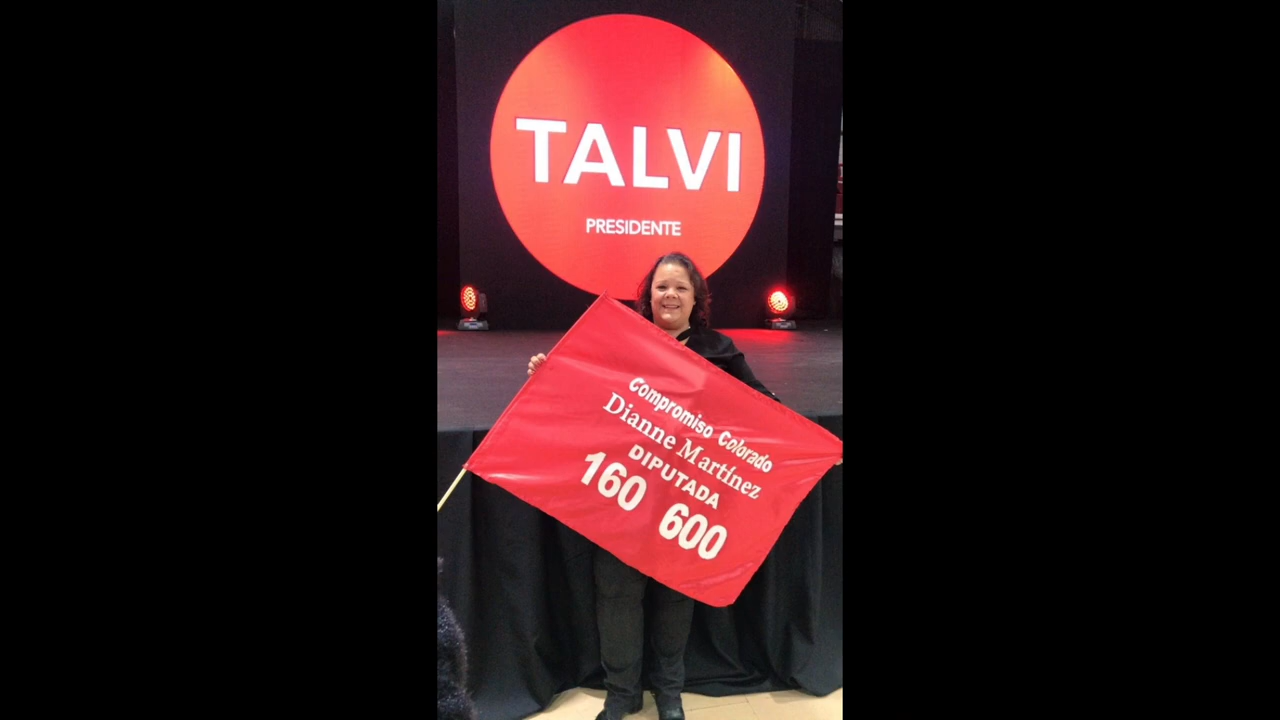 TALVI
PRESIDENTE
Compromiso Colorado
Dianne Martínez
DIPUTADA
160 600